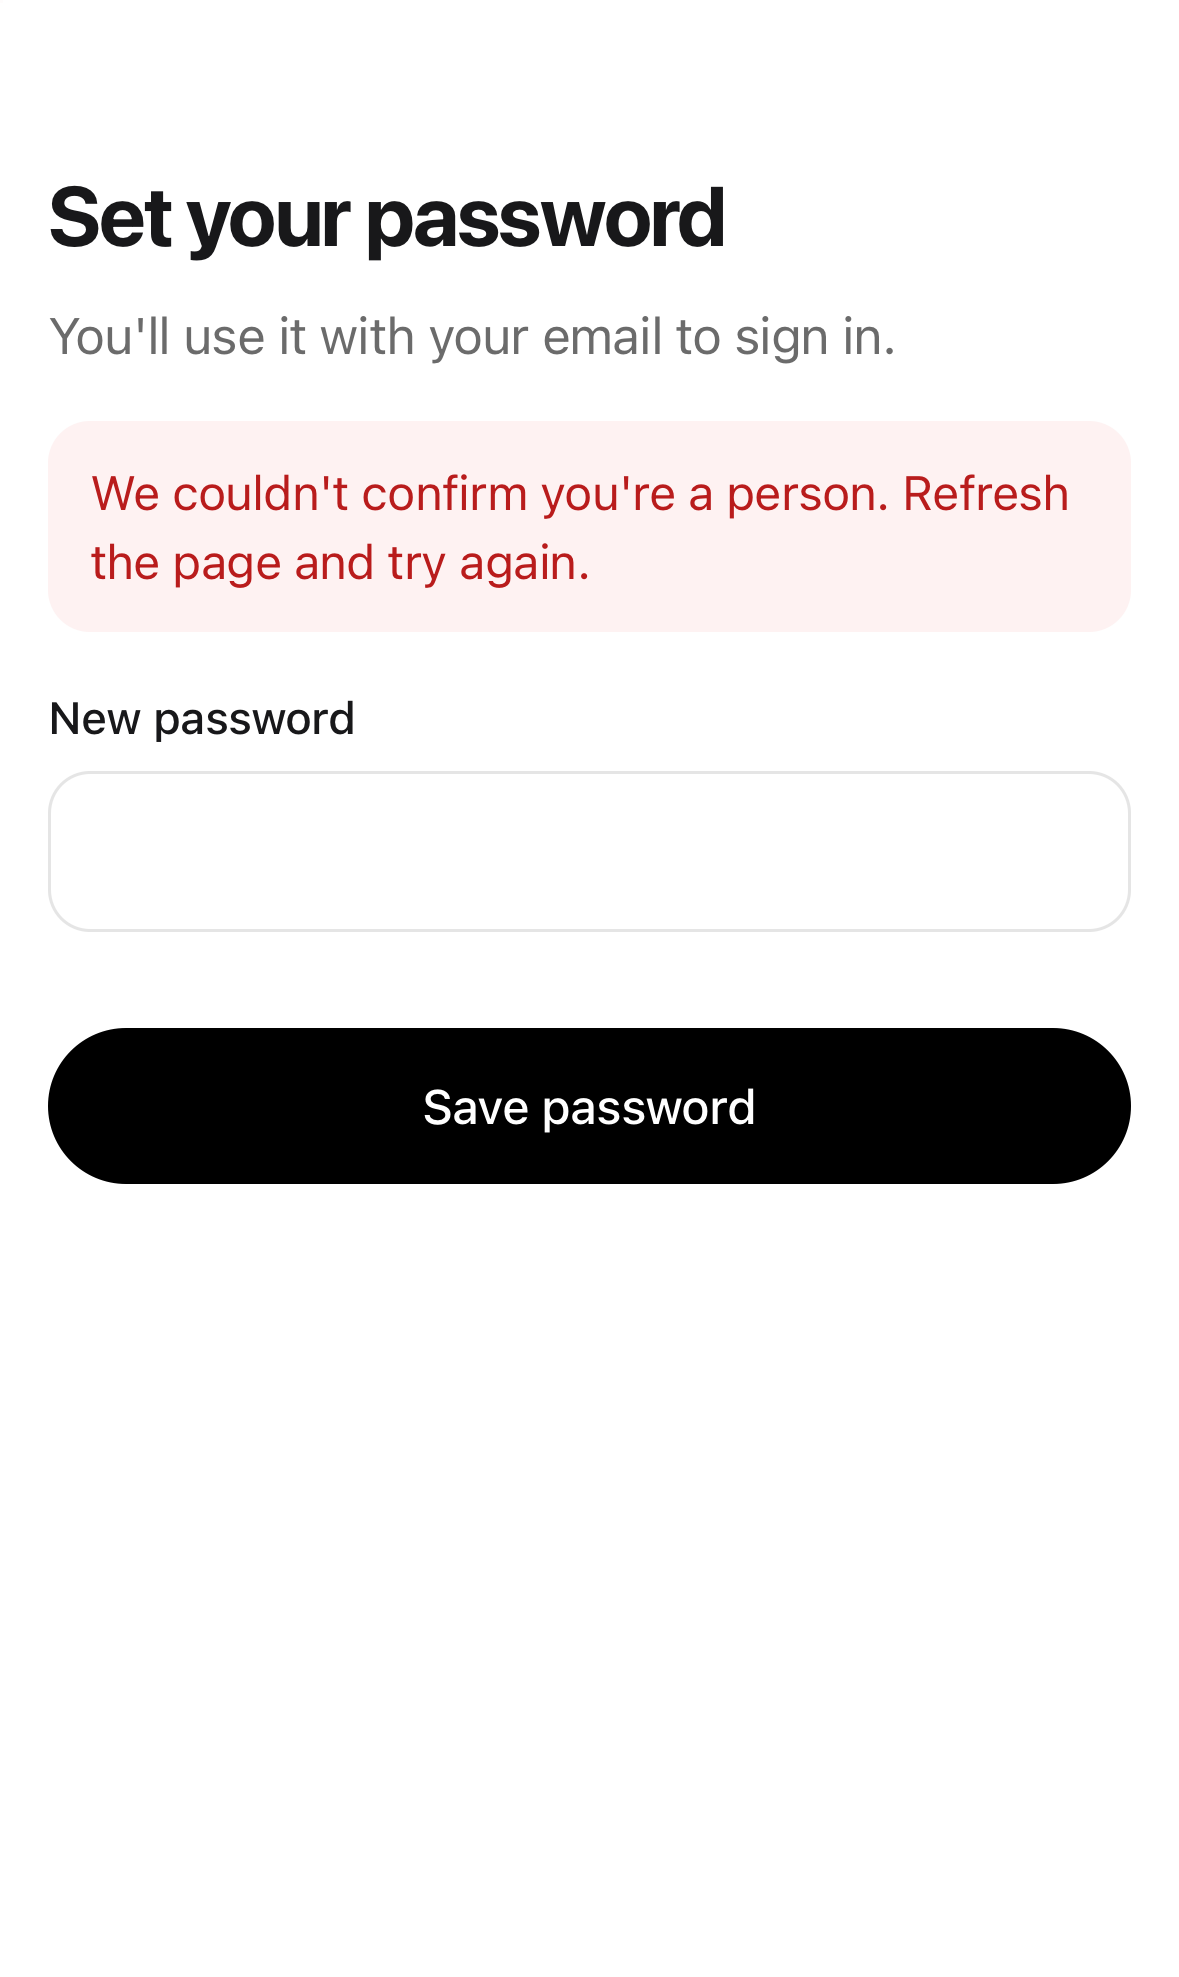 Set your password
You'll use it with your email to sign in.
We couldn't confirm you're a person. Refresh
the page and try again.
New password
Save password